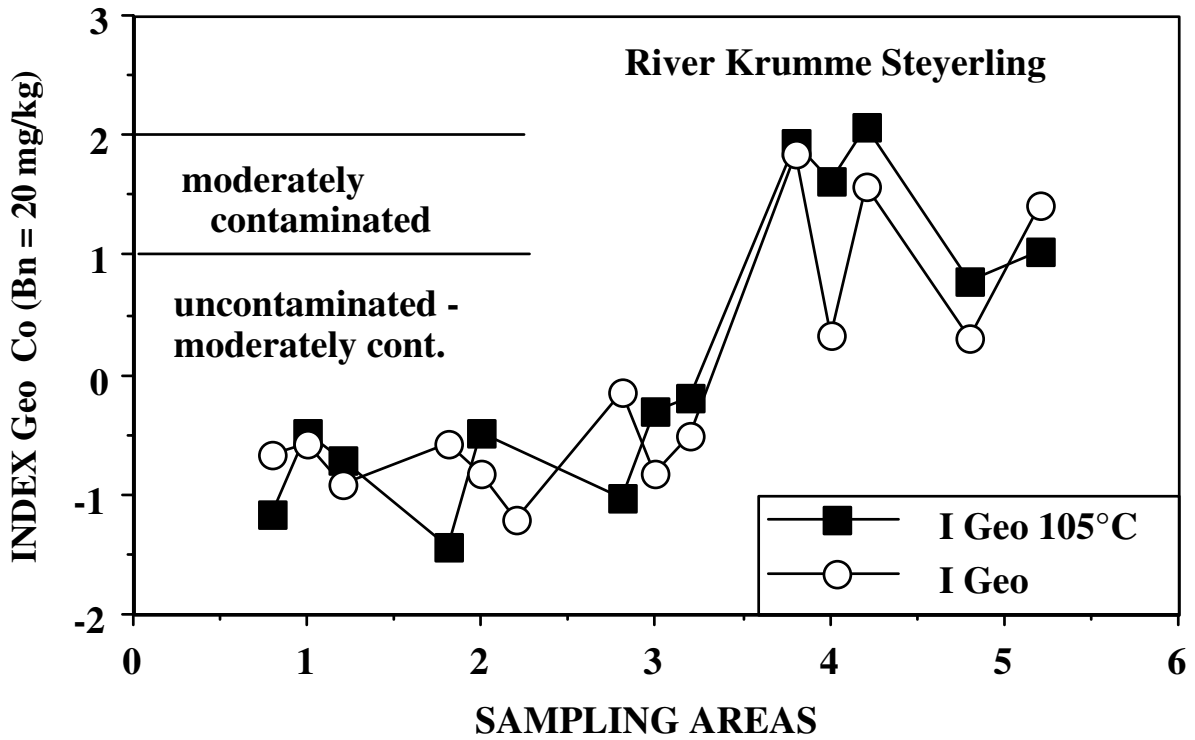 3
River Krumme Steyerling
2
moderately
contaminated
1
uncontaminated -
moderately cont.
0
-1
-2
INDEX Geo Co (Bn = 20 mg/kg)
I Geo 105°C
I Geo
0 1 2 3 4 5 6
SAMPLING AREAS